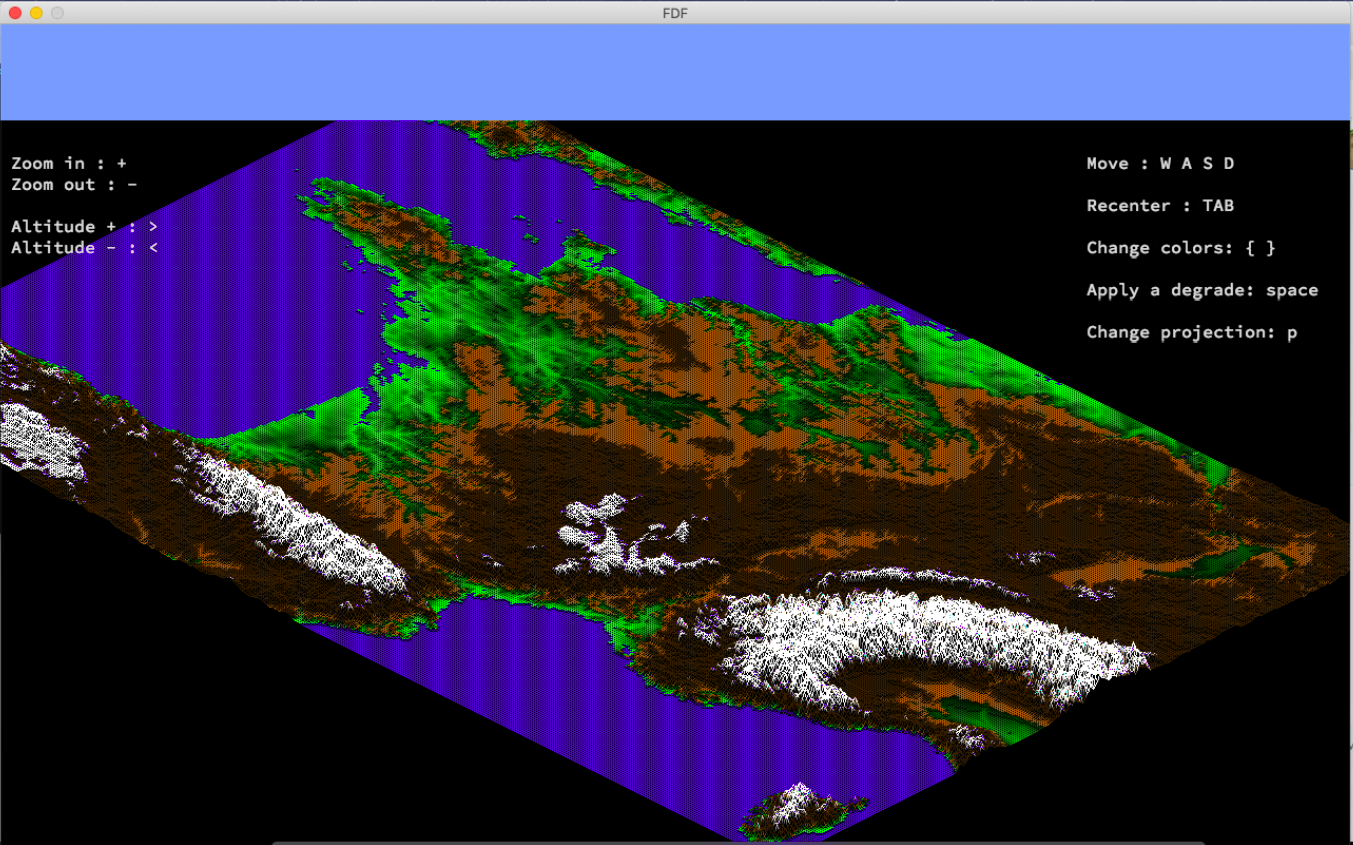 FDF
Zoom in : +
Zoom out : -
Altitude + : >
Altitude - : <
Move : W A S D
Recenter : TAB
Change colors: { }
Apply a degrade: space
Change projection: p